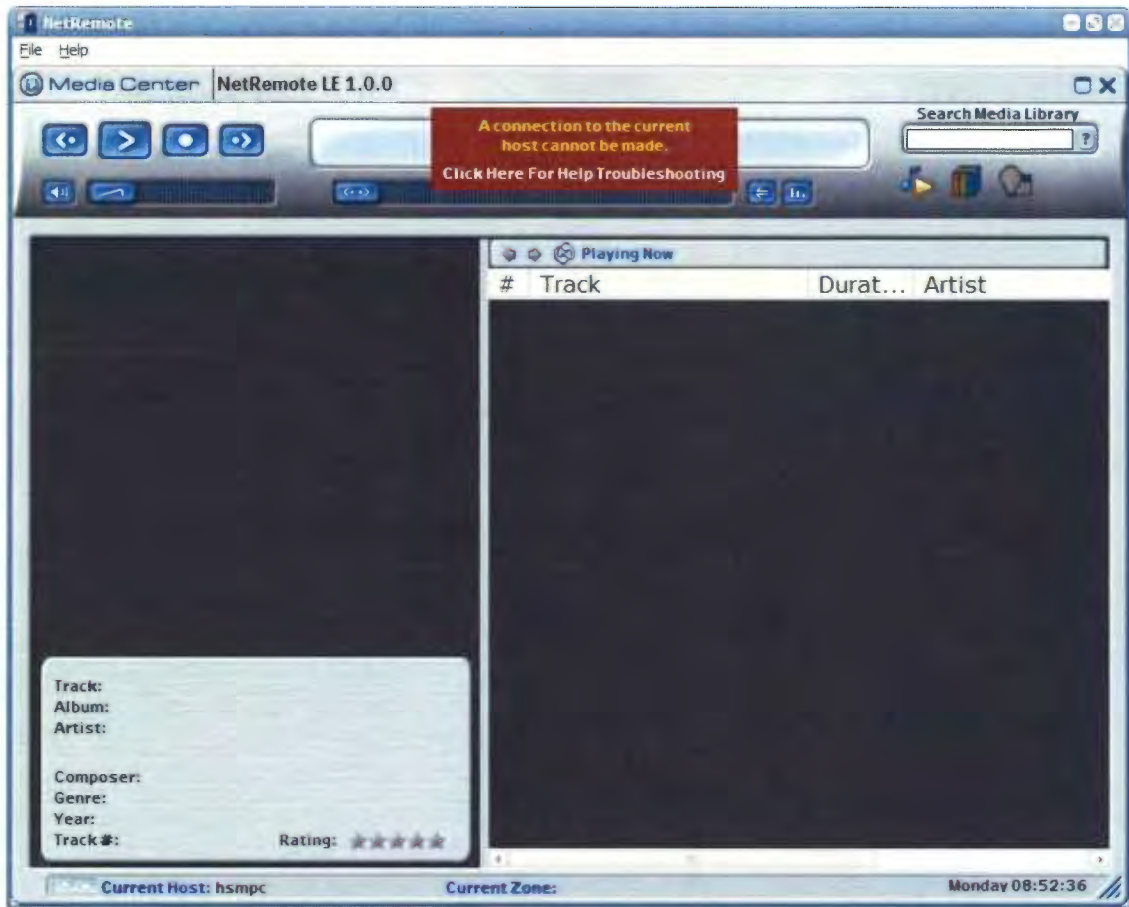 NetRemote
File Help
Media Center NetRemote LE 1.0.0
A connection to the current
host cannot be made.
Click Here For Help Troubleshooting
Search Media Library
?
Playing Now
# Track Durat... Artist
Track:
Album:
Artist:
Composer:
Genre:
Year:
Track#: Rating:
Current Host: hsmpc Current Zone: Monday 08:52:36